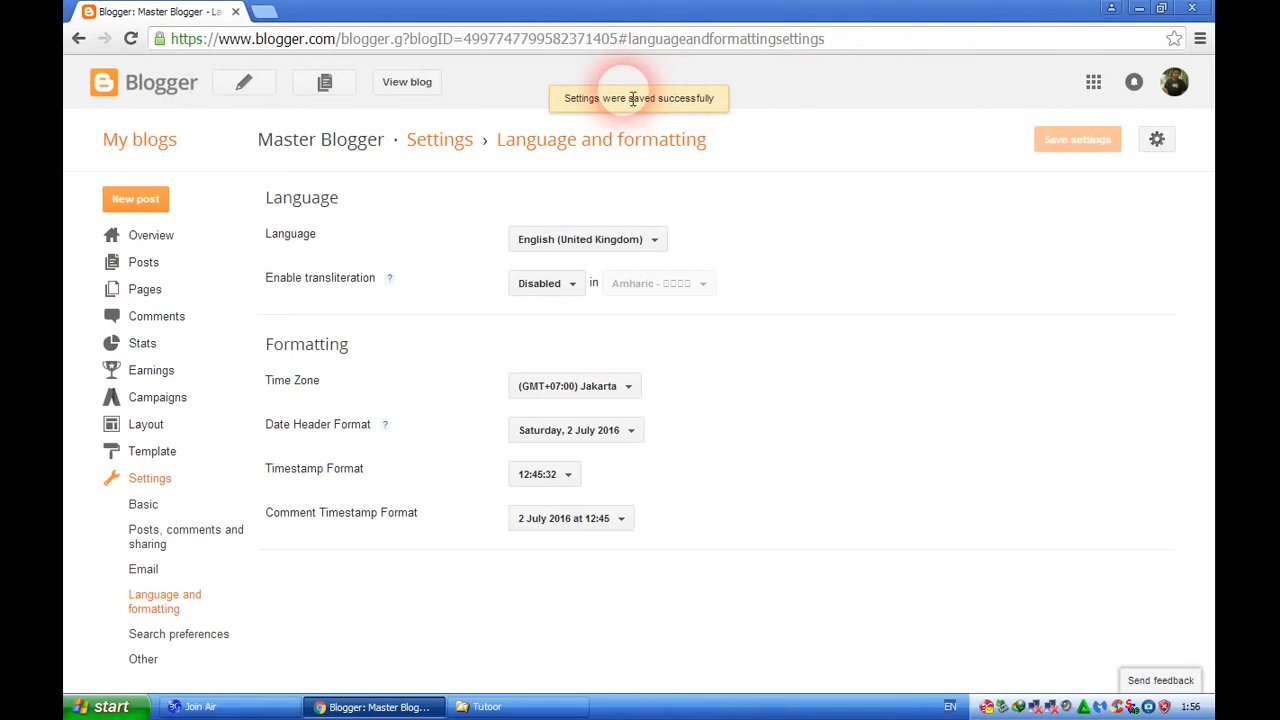 Blogger: Master Blogger - La
https://www.blogger.com/blogger.g?blogID=4997747799582371405#languageandformattingsettings
Blogger
View blog
Settings were saved successfully
My blogs
Master Blogger · Settings › Language and formatting
Save settings
New post
Overview
Posts
Pages
Comments
Stats
Earnings
Campaigns
Layout
Template
Settings
Basic
Posts, comments and
sharing
Email
Language and
formatting
Search preferences
Other
Language
Language
English (United Kingdom)
Enable transliteration ?
Disabled
in
Amharic -
Formatting
Time Zone
(GMT+07:00) Jakarta
Date Header Format ?
Saturday, 2 July 2016
Timestamp Format
12:45:32
Comment Timestamp Format
2 July 2016 at 12:45
Send feedback
start
Join Air
Blogger: Master Blog...
Tutoor
EN
1:56